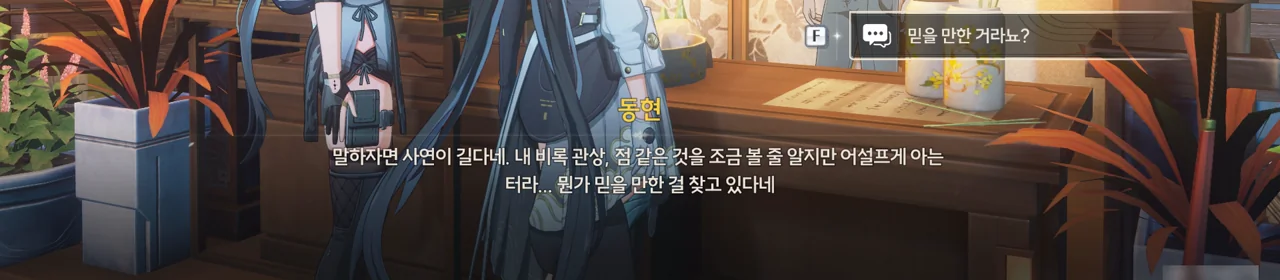 F
믿을 만한 거라뇨?
동현
말하자면 사연이 길다네. 내 비록 관상, 점 같은 것을 조금 볼 줄 알지만 어설프게 아는
터라... 뭔가 믿을 만한 걸 찾고 있다네